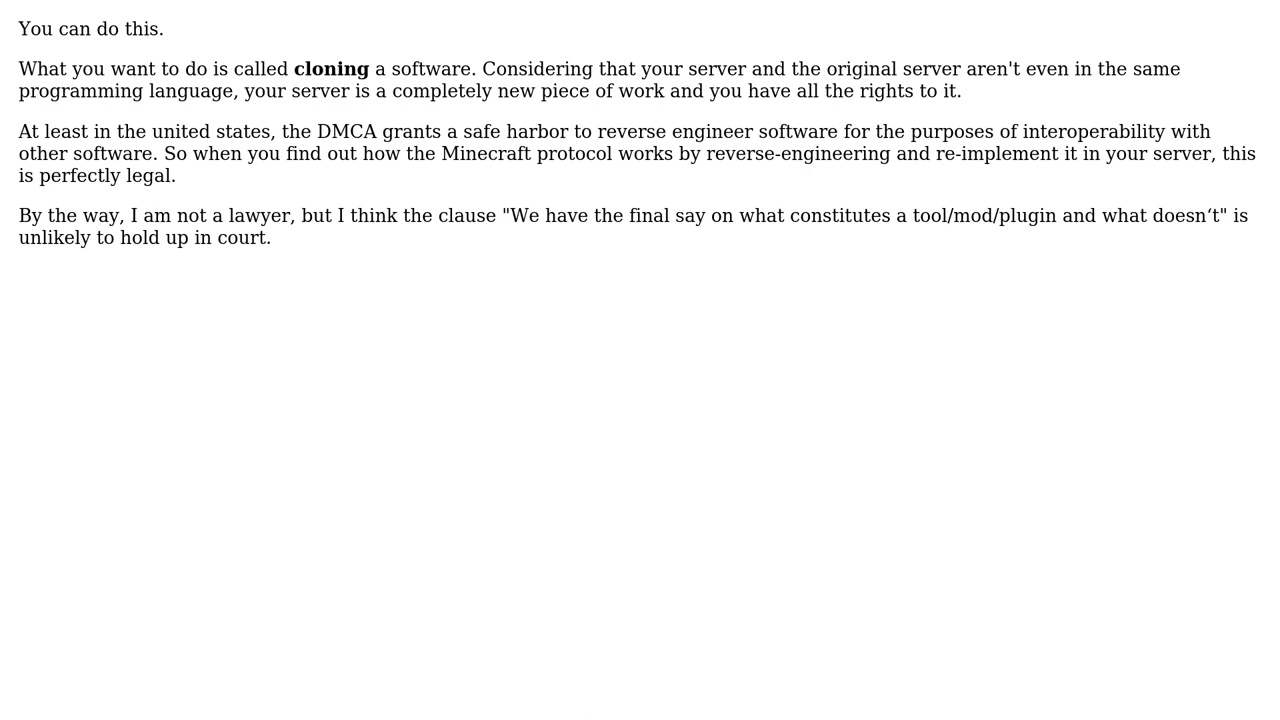 You can do this.
What you want to do is called cloning a software. Considering that your server and the original server aren't even in the same
programming language, your server is a completely new piece of work and you have all the rights to it.
At least in the united states, the DMCA grants a safe harbor to reverse engineer software for the purposes of interoperability with
other software. So when you find out how the Minecraft protocol works by reverse-engineering and re-implement it in your server, this
is perfectly legal.
By the way, I am not a lawyer, but I think the clause "We have the final say on what constitutes a tool/mod/plugin and what doesn‘t" is
unlikely to hold up in court.